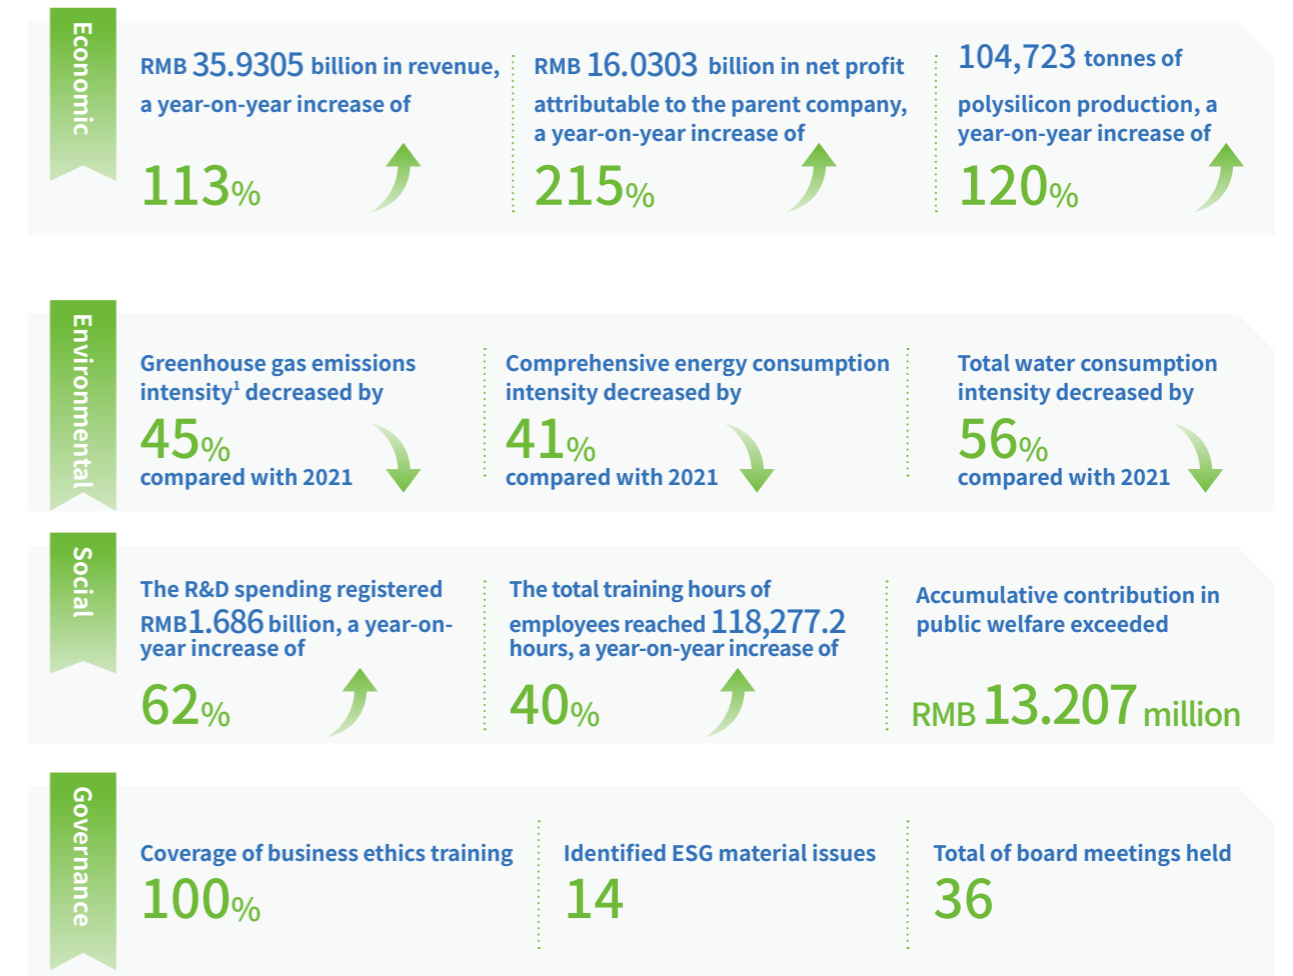 Economic
RMB 35.9305 billion in revenue,
a year-on-year increase of
113%
RMB 16.0303 billion in net profit
attributable to the parent company,
a year-on-year increase of
215%
104,723 tonnes of
polysilicon production, a
year-on-year increase of
120%
Environmental
Greenhouse gas emissions
intensity¹ decreased by
45%
compared with 2021
Comprehensive energy consumption
intensity decreased by
41%
compared with 2021
Total water consumption
intensity decreased by
56%
compared with 2021
Social
The R&D spending registered
RMB1.686 billion, a year-on-
year increase of
62%
The total training hours of
employees reached 118,277.2
hours, a year-on-year increase of
40%
Accumulative contribution in
public welfare exceeded
RMB 13.207 million
Governance
Coverage of business ethics training
100%
Identified ESG material issues
14
Total of board meetings held
36